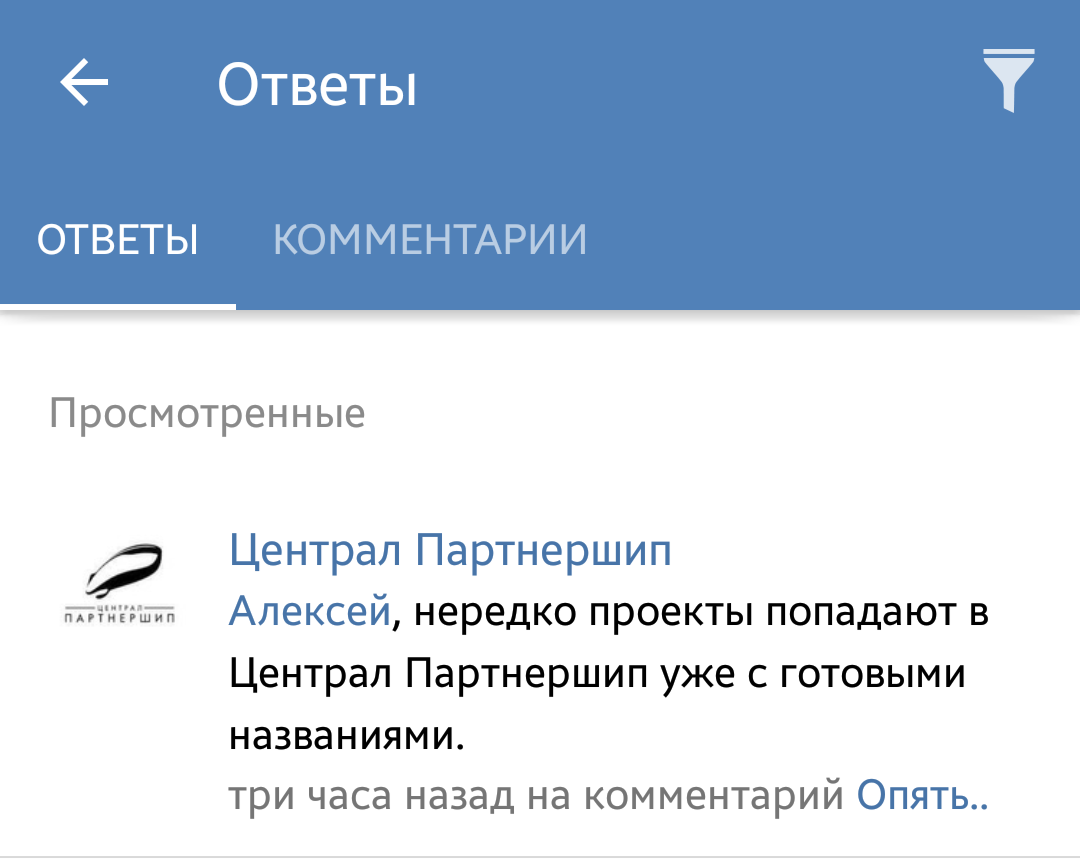 Ответы
ОТВЕТЫ КОММЕНТАРИИ
Просмотренные
ЦЕНТРАЛ
ПАРТНЕРШИП
Централ Партнершип
Алексей, нередко проекты попадают в
Централ Партнершип уже с готовыми
названиями.
три часа назад на комментарий Опять..